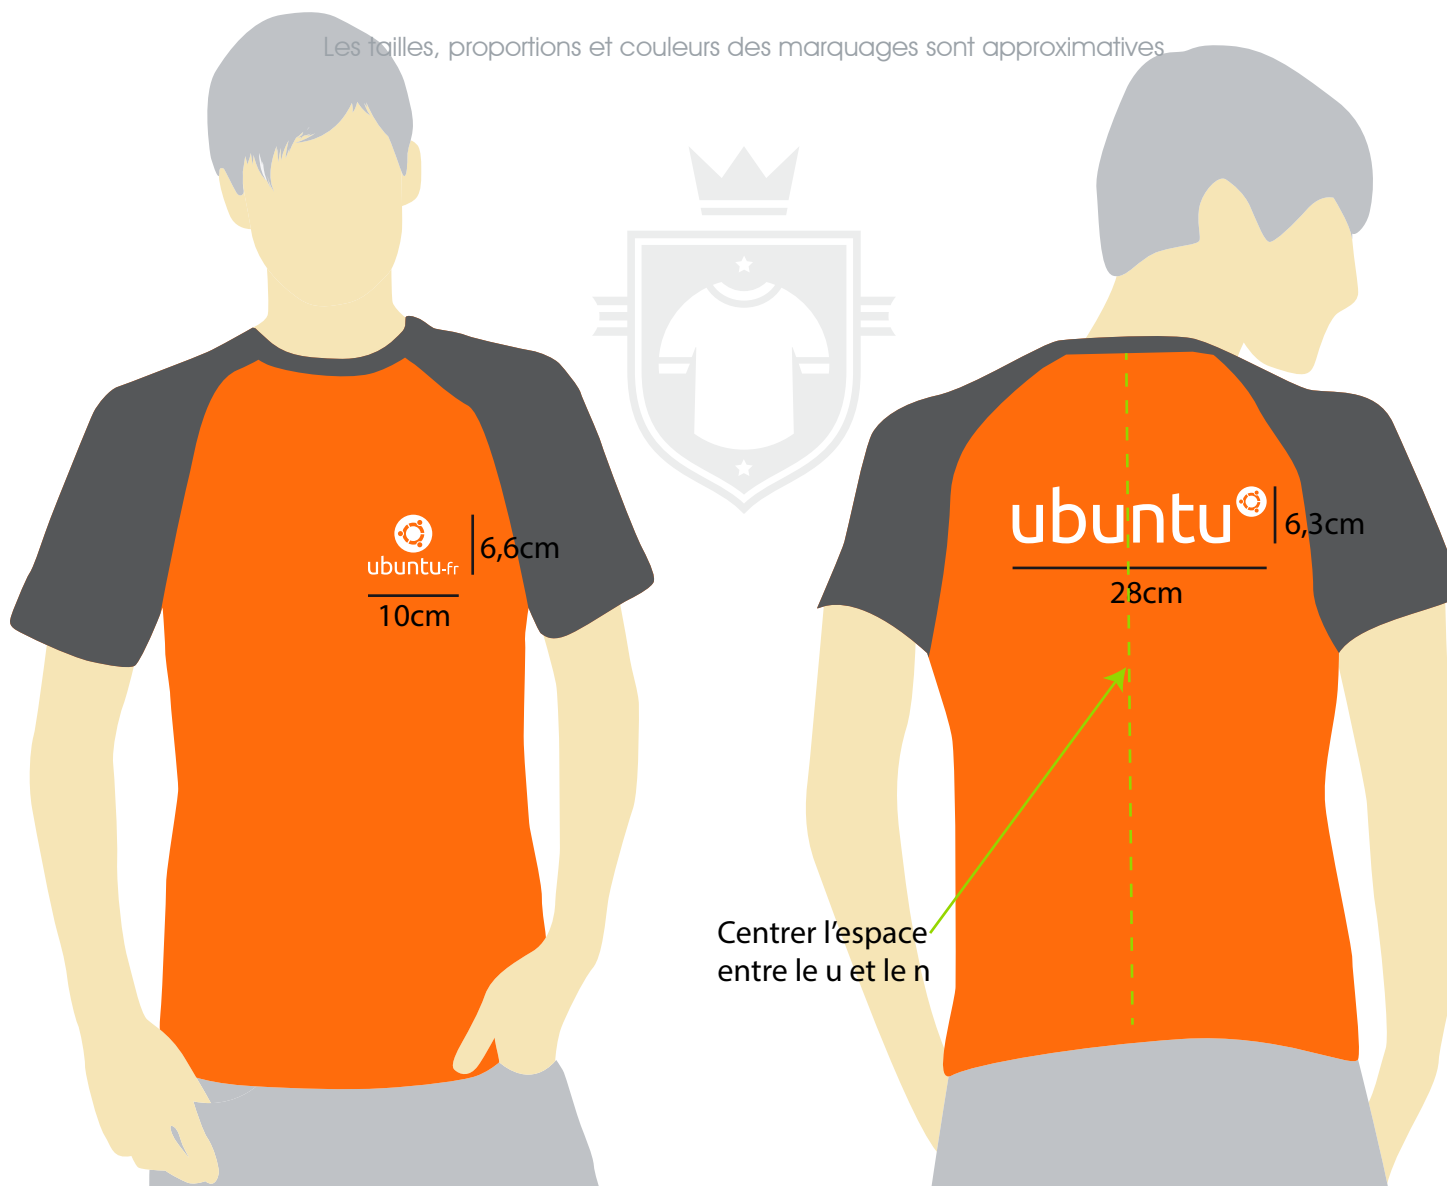 Les tailles, proportions et couleurs des marquages sont approximatives
ubuntu-fr
6,6cm
10cm
ubuntu
6,3cm
28cm
Centrer l’espace
entre le u et le n